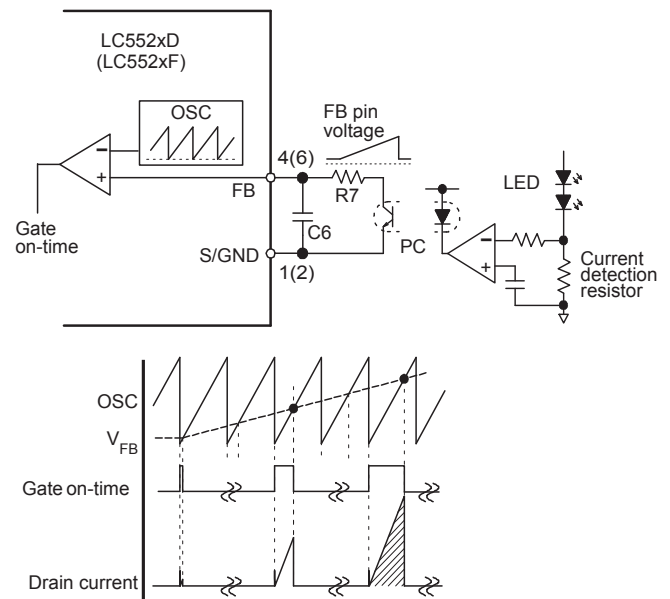 LC552xD
(LC552xF)
OSC
FB pin
voltage
4(6)
FB
R7
LED
Gate
on-time
C6
PC
S/GND
1(2)
Current
detection
resistor
OSC
VFB
Gate on-time
Drain current